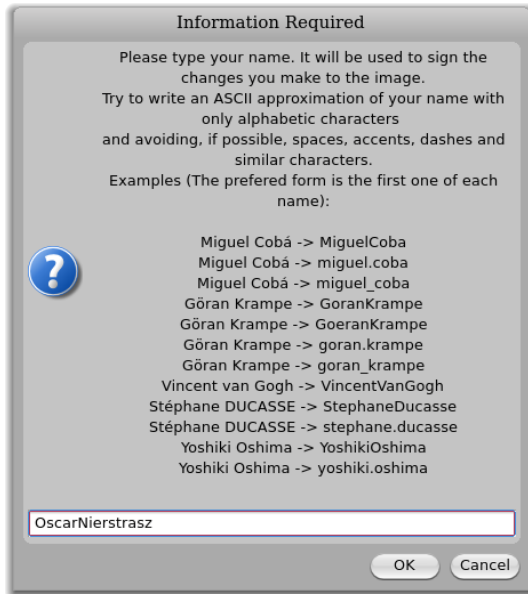 Information Required
Please type your name. It will be used to sign the
changes you make to the image.
Try to write an ASCII approximation of your name with
only alphabetic characters
and avoiding, if possible, spaces, accents, dashes and
similar characters.
Examples (The prefered form is the first one of each
name):
Miguel Cobá -> MiguelCoba
Miguel Cobá -> miguel.coba
Miguel Cobá -> miguel_coba
Göran Krampe -> GoranKrampe
Göran Krampe -> GoeranKrampe
Göran Krampe -> goran.krampe
Göran Krampe -> goran_krampe
Vincent van Gogh -> VincentVanGogh
Stéphane DUCASSE -> StephaneDucasse
Stéphane DUCASSE -> stephane.ducasse
Yoshiki Oshima -> YoshikiOshima
Yoshiki Oshima -> yoshiki.oshima
OscarNierstrasz
OK Cancel